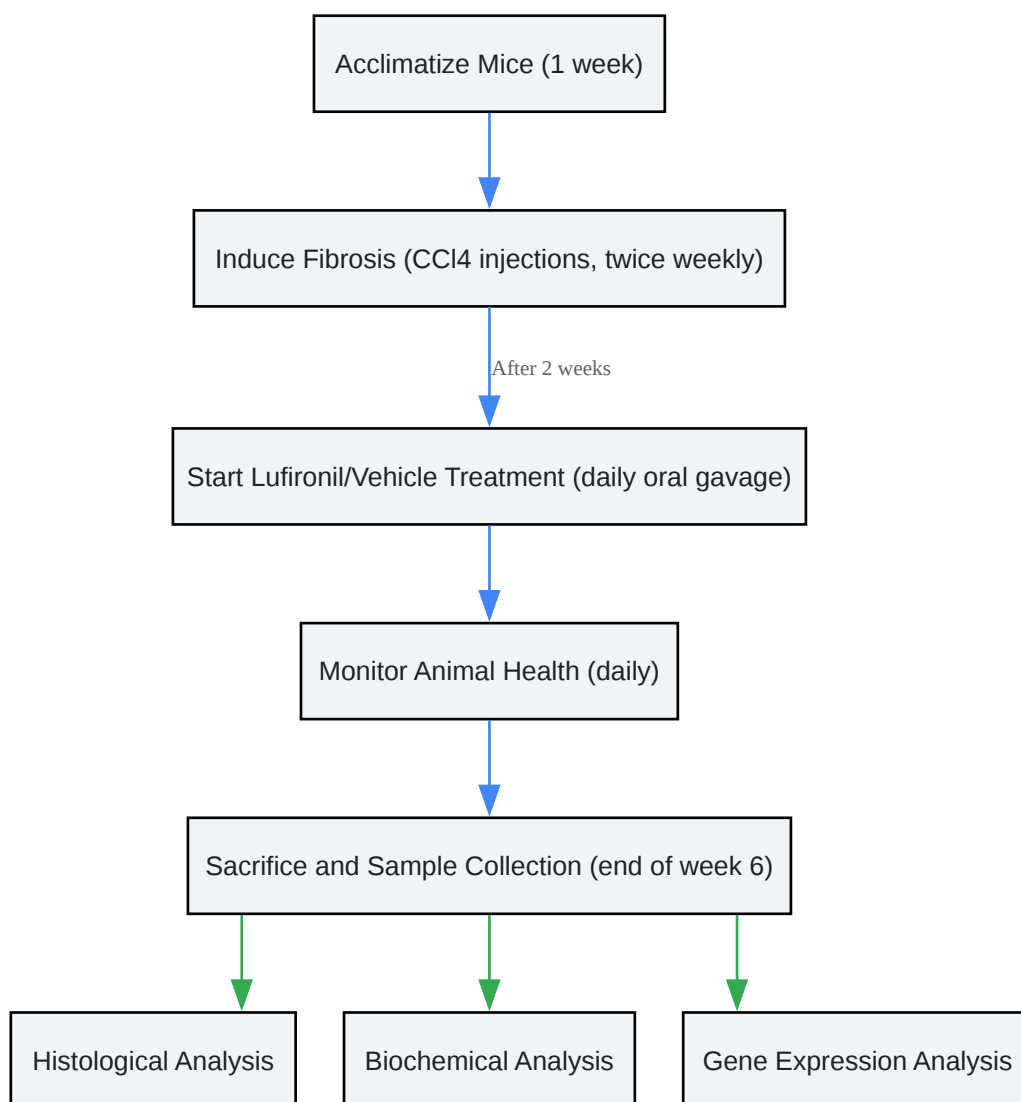 Acclimatize Mice (1 week)
Induce Fibrosis (CCl4 injections, twice weekly)
After 2 weeks
Start Lufironil/Vehicle Treatment (daily oral gavage)
Monitor Animal Health (daily)
Sacrifice and Sample Collection (end of week 6)
Histological Analysis
Biochemical Analysis
Gene Expression Analysis